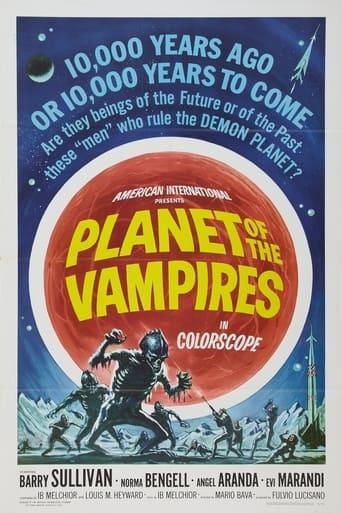 10,000 YEARS AGO
OR 10,000 YEARS TO COME
Are they beings of the Future or of the Past
these "men" who rule the DEMON PLANET?
AMERICAN INTERNATIONAL
PRESENTS
PLANET OF THE
VAMPIRES
IN
COLORSCOPE
STARRING
BARRY SULLIVAN · NORMA BENGELL · ANGEL ARANDA · EVI MARANDI
IB MELCHIOR and LOUIS M. HEYWARD IB MELCHIOR MARIO BAVA FULVIO LUCISANO